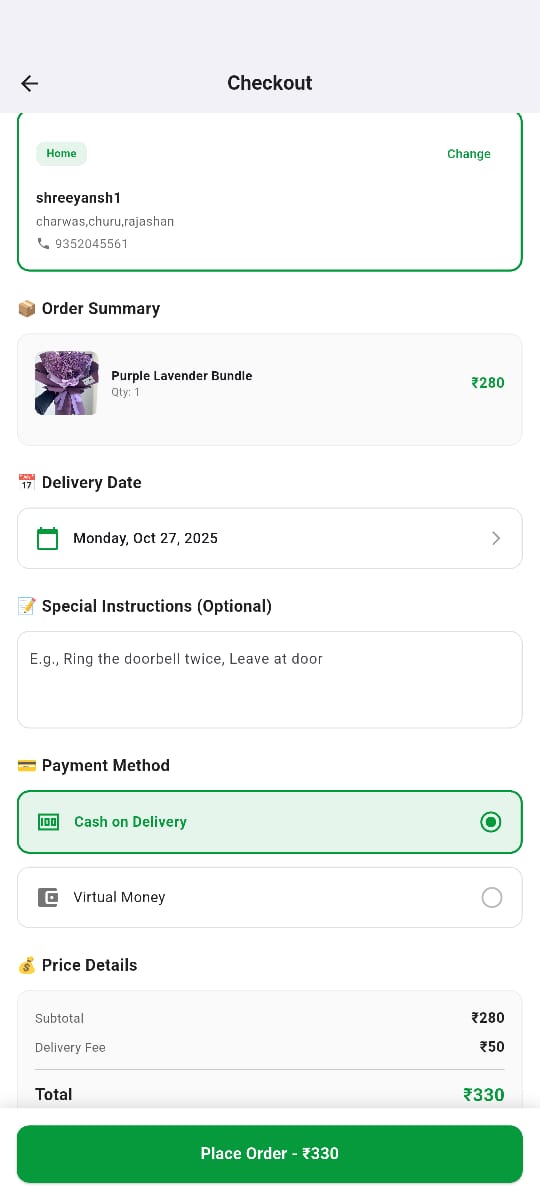 Checkout
Home
Change
shreeyansh1
charwas,churu,rajashan
9352045561
📦 Order Summary
Purple Lavender Bundle
₹280
Qty: 1
📅 Delivery Date
Monday, Oct 27, 2025
📝 Special Instructions (Optional)
E.g., Ring the doorbell twice, Leave at door
💳 Payment Method
Cash on Delivery
Virtual Money
💰 Price Details
Subtotal ₹280
Delivery Fee ₹50
Total ₹330
Place Order - ₹330